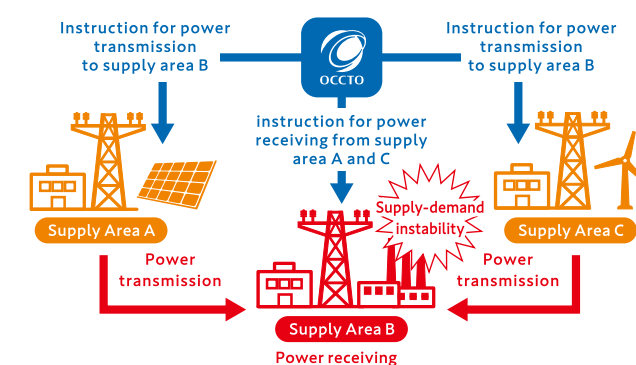 Instruction for power
transmission
to supply area B
OCCTO
Instruction for power
transmission
to supply area B
instruction for power
receiving from supply
area A and C
Supply-demand
instability
Supply Area A
Supply Area C
Power
transmission
Power
transmission
Supply Area B
Power receiving